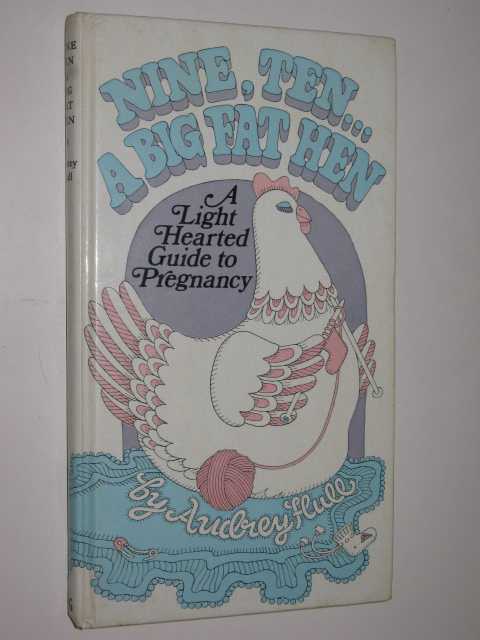 NINE, TEN...
A BIG FAT HEN
A
Light
Hearted
Guide to
Pregnancy
by Audrey Hull